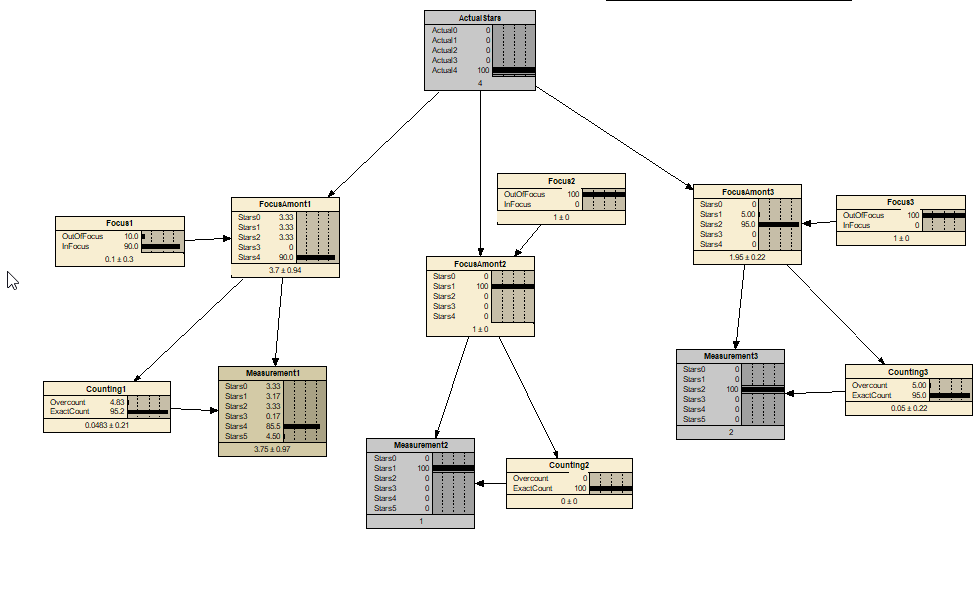 ActualStars
Actual0 0
Actual1 0
Actual2 0
Actual3 0
Actual4 100
4
Focus2
OutOfFocus 100
InFocus 0
1 ± 0
FocusAmont3
Stars0 0
Stars1 5.00
Stars2 95.0
Stars3 0
Stars4 0
1.95 ± 0.22
Focus3
OutOfFocus 100
InFocus 0
1 ± 0
FocusAmont1
Stars0 3.33
Stars1 3.33
Stars2 3.33
Stars3 0
Stars4 90.0
3.7 ± 0.94
Focus1
OutOfFocus 10.0
InFocus 90.0
0.1 ± 0.3
FocusAmont2
Stars0 0
Stars1 100
Stars2 0
Stars3 0
Stars4 0
1 ± 0
Measurement3
Stars0 0
Stars1 0
Stars2 100
Stars3 0
Stars4 0
Stars5 0
2
Counting3
Overcount 5.00
ExactCount 95.0
0.05 ± 0.22
Measurement1
Stars0 3.33
Stars1 3.17
Stars2 3.33
Stars3 0.17
Stars4 85.5
Stars5 4.50
3.75 ± 0.97
Counting1
Overcount 4.83
ExactCount 95.2
0.0483 ± 0.21
Measurement2
Stars0 0
Stars1 100
Stars2 0
Stars3 0
Stars4 0
Stars5 0
1
Counting2
Overcount 0
ExactCount 100
0 ± 0